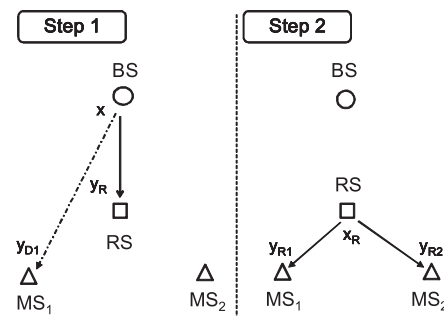 Step 1
BS
x
y_R
y_D1
RS
MS_1
MS_2
Step 2
BS
RS
x_R
y_R1
y_R2
MS_1
MS_2